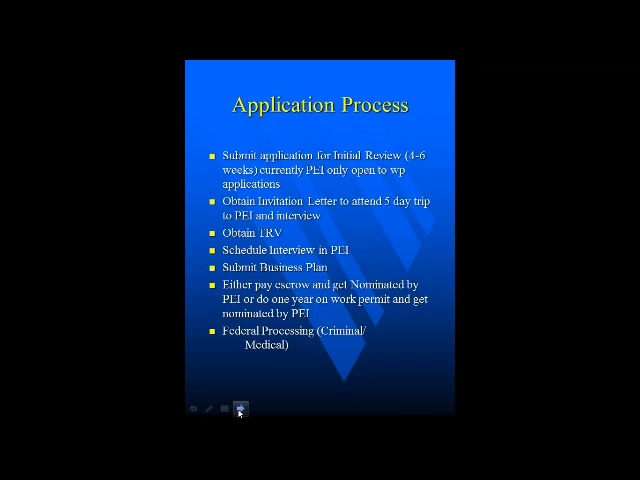 Application Process
Submit application for Initial Review (4-6
weeks) currently PEI only open to wp
applications
Obtain Invitation Letter to attend 5 day trip
to PEI and interview
Obtain TRV
Schedule Interview in PEI
Submit Business Plan
Either pay escrow and get Nominated by
PEI or do one year on work permit and get
nominated by PEI
Federal Processing (Criminal/
Medical)